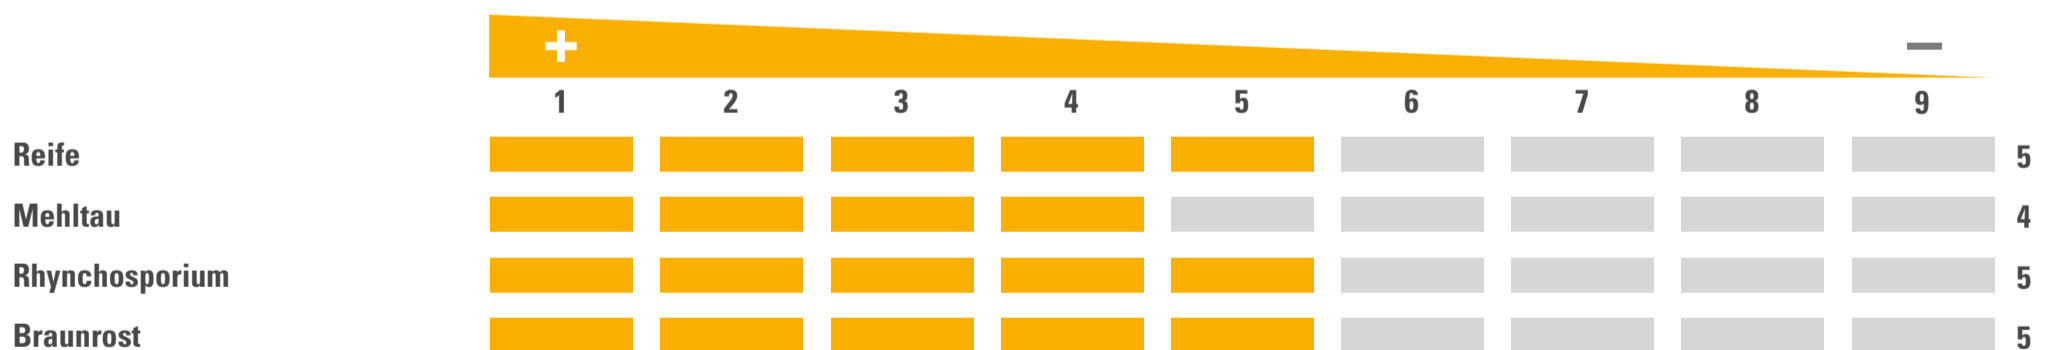 + −
1 2 3 4 5 6 7 8 9
Reife 5
Mehltau 4
Rhynchosporium 5
Braunrost 5